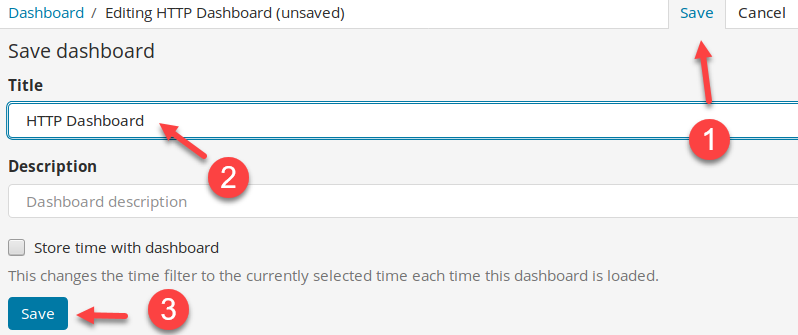 Dashboard / Editing HTTP Dashboard (unsaved) Save Cancel
Save dashboard
Title
HTTP Dashboard
1
2
Description
Dashboard description
Store time with dashboard
This changes the time filter to the currently selected time each time this dashboard is loaded.
Save 3